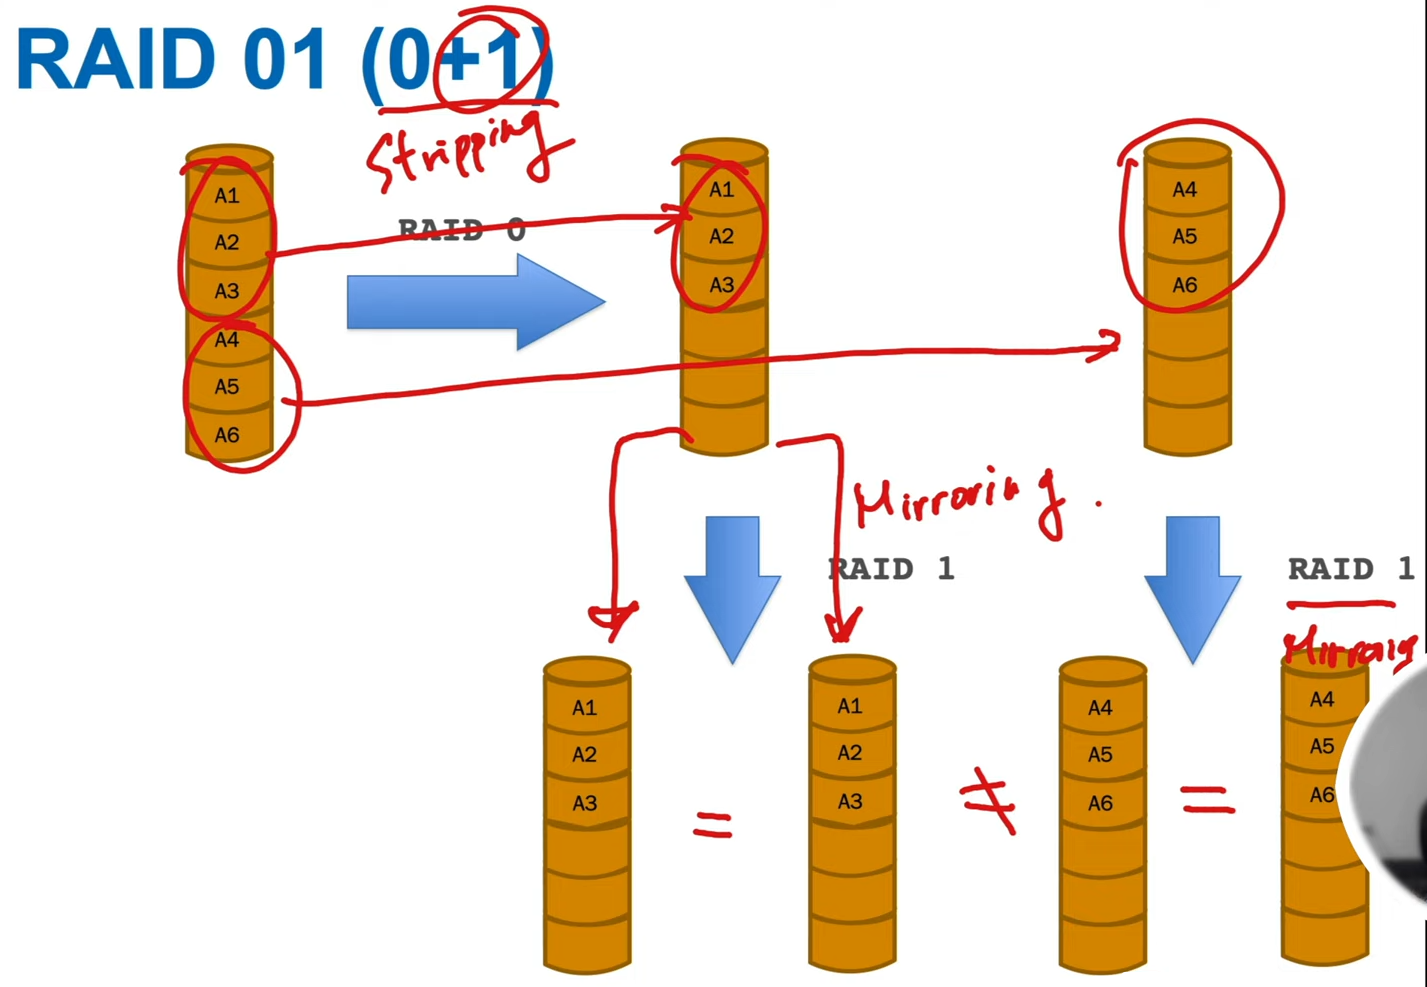 RAID 01 (0+1)
Stripping
RAID 0
A1
A2
A3
A4
A5
A6
A1
A2
A3
A4
A5
A6
Mirroring.
RAID 1
RAID 1
Mirroring
A1
A2
A3
=
A1
A2
A3
≠
A4
A5
A6
=
A4
A5
A6